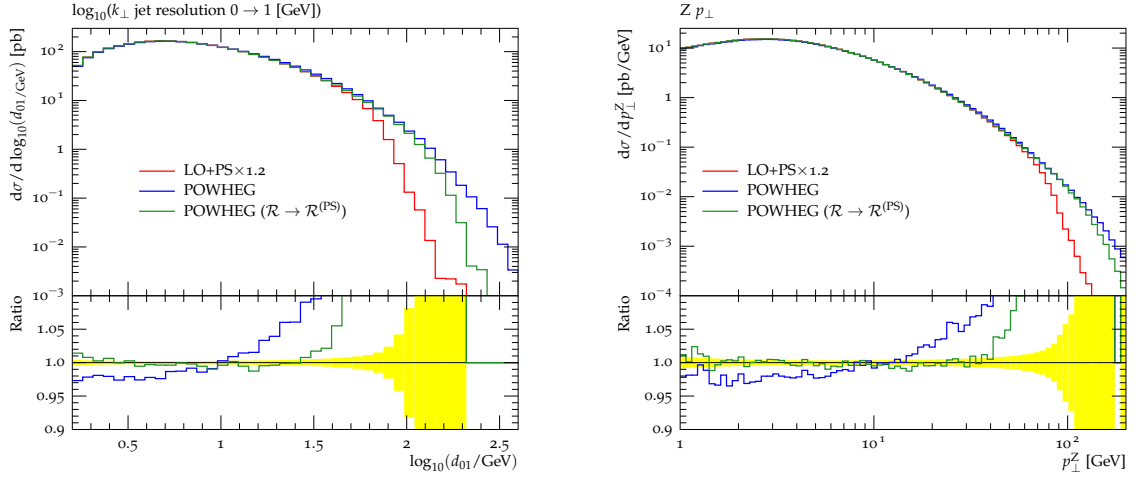 log₁₀(k⊥ jet resolution 0 → 1 [GeV])
dσ/d log₁₀(d₀₁/GeV) [pb]
10²
10¹
1
10⁻¹
10⁻²
10⁻³
LO+PS×1.2
POWHEG
POWHEG (ℛ → ℛ⁽ᴾˢ⁾)
Ratio
1.05
1.0
0.95
0.9
0.5 1 1.5 2 2.5
log₁₀(d₀₁/GeV)
Z p⊥
dσ/dp⊥ᶻ [pb/GeV]
10¹
1
10⁻¹
10⁻²
10⁻³
10⁻⁴
LO+PS×1.2
POWHEG
POWHEG (ℛ → ℛ⁽ᴾˢ⁾)
Ratio
1.05
1.0
0.95
0.9
1 10¹ 10²
p⊥ᶻ [GeV]